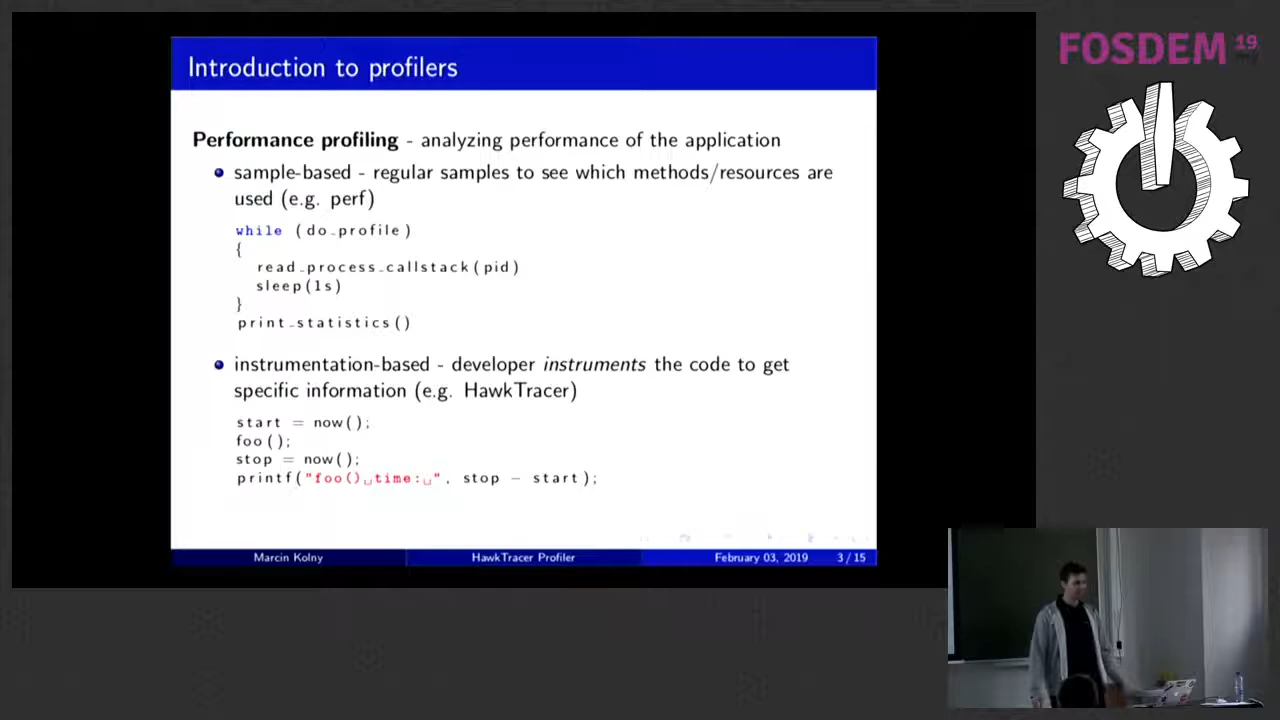 Introduction to profilers
FOSDEM 19
Performance profiling - analyzing performance of the application
sample-based - regular samples to see which methods/resources are
used (e.g. perf)
while (do_profile)
{
read_process_callstack(pid)
sleep(1s)
}
print_statistics()
instrumentation-based - developer instruments the code to get
specific information (e.g. HawkTracer)
start = now();
foo();
stop = now();
printf("foo()␣time:␣", stop - start);
Marcin Kolny
HawkTracer Profiler
February 03, 2019
3 / 15